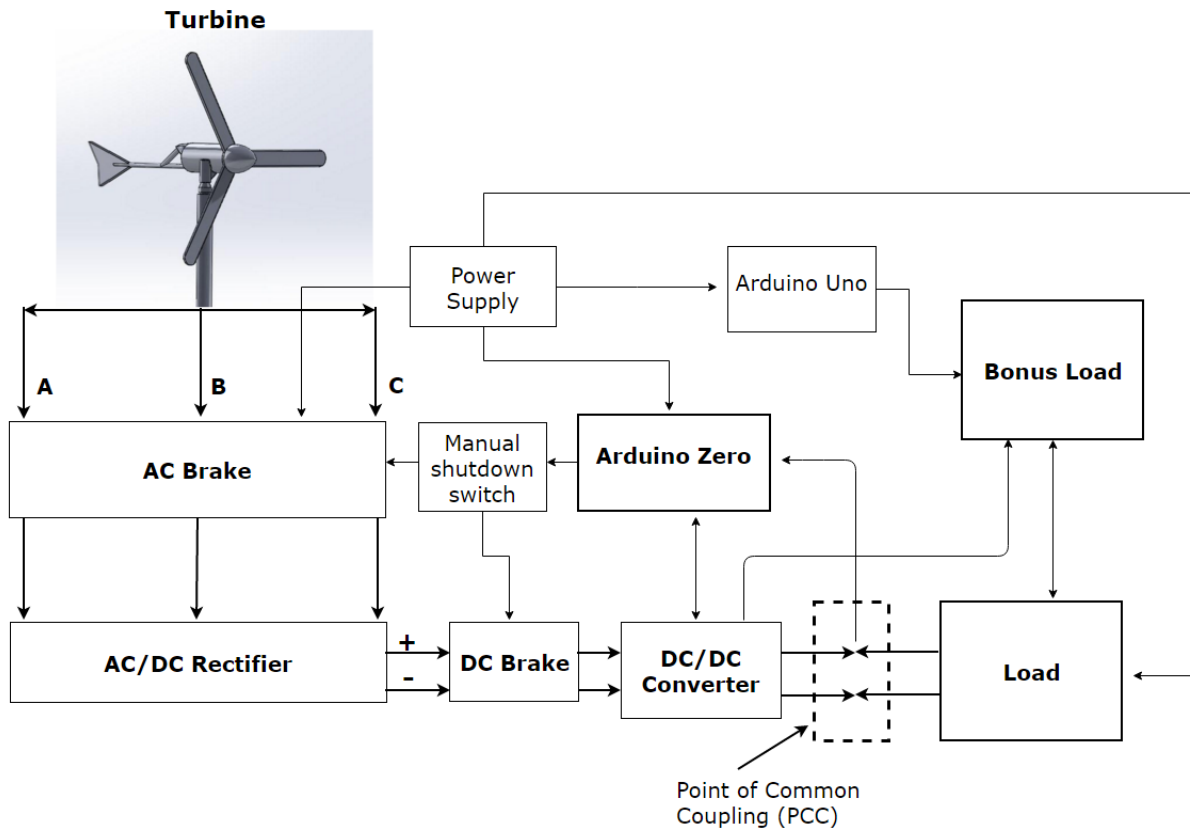 Turbine
Power
Supply
Arduino Uno
Bonus Load
A
B
C
AC Brake
Manual
shutdown
switch
Arduino Zero
AC/DC Rectifier
+
-
DC Brake
DC/DC
Converter
Load
Point of Common
Coupling (PCC)